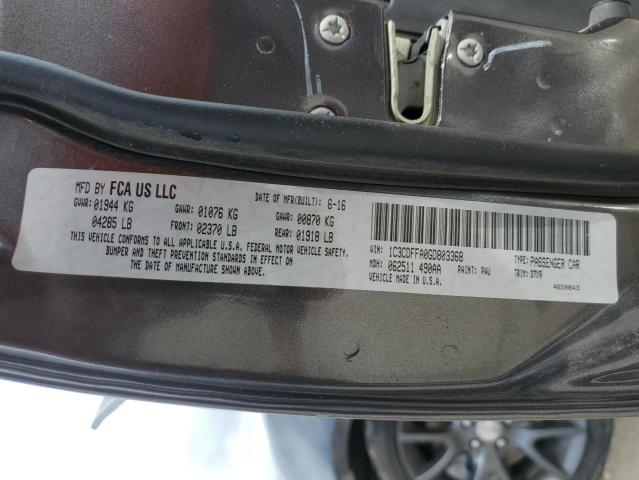 MFD BY FCA US LLC DATE OF MFR(BUILT): 6-16
GVWR: 01944 KG GAWR: 01076 KG GAWR: 00870 KG
04285 LB FRONT: 02370 LB REAR: 01918 LB
THIS VEHICLE CONFORMS TO ALL APPLICABLE U.S.A. FEDERAL MOTOR VEHICLE SAFETY,
BUMPER AND THEFT PREVENTION STANDARDS IN EFFECT ON
THE DATE OF MANUFACTURE SHOWN ABOVE.
VIN: 1C3CDFFA0GD803368 TYPE: PASSENGER CAR
MDH: 062511 490AA PAINT: PAU TRIM: D7X9
VEHICLE MADE IN U.S.A.